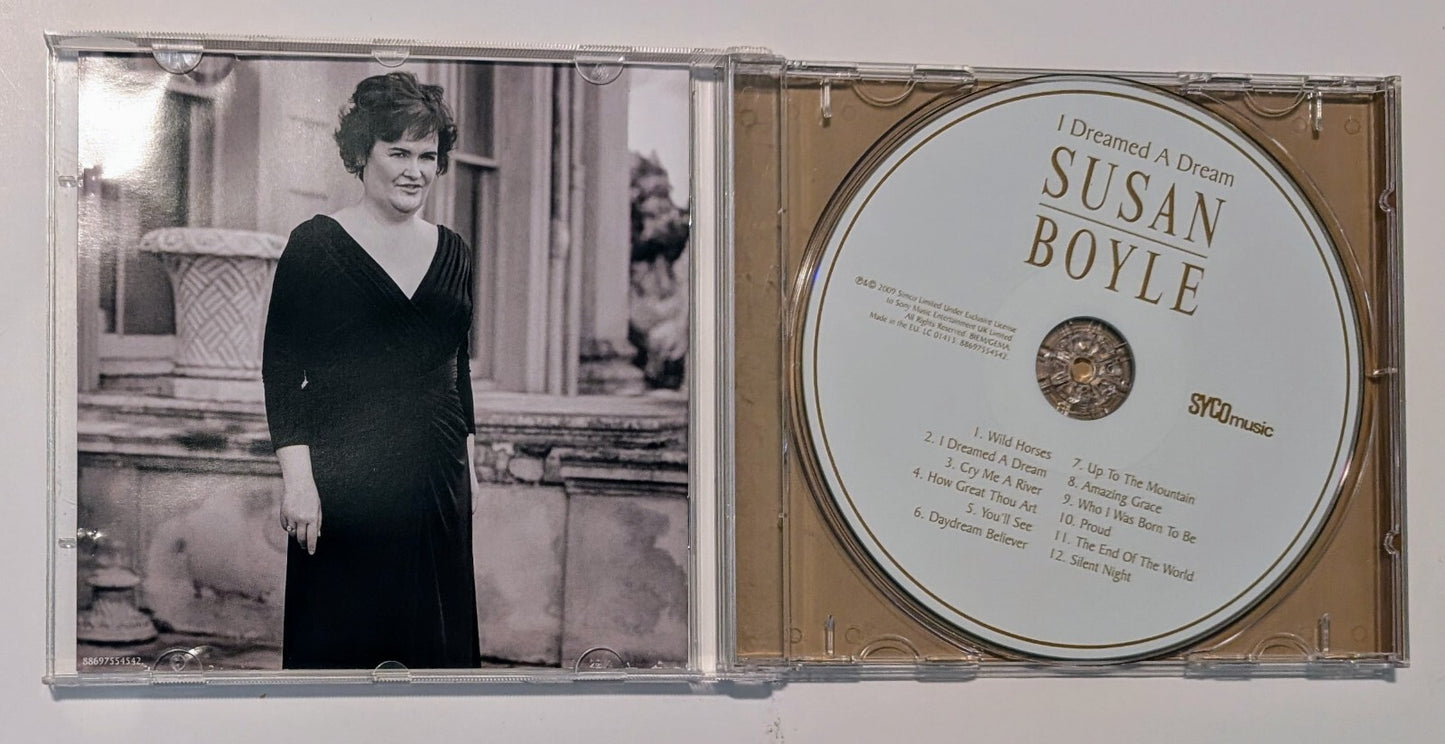 88697554542
I Dreamed A Dream
SUSAN
BOYLE
℗&© 2009 Simco Limited Under Exclusive License
to Sony Music Entertainment UK Limited
All Rights Reserved. BIEM/GEMA.
Made in the EU. LC 01415. 88697554542.
SYCOmusic
1. Wild Horses
2. I Dreamed A Dream
3. Cry Me A River
4. How Great Thou Art
5. You'll See
6. Daydream Believer
7. Up To The Mountain
8. Amazing Grace
9. Who I Was Born To Be
10. Proud
11. The End Of The World
12. Silent Night